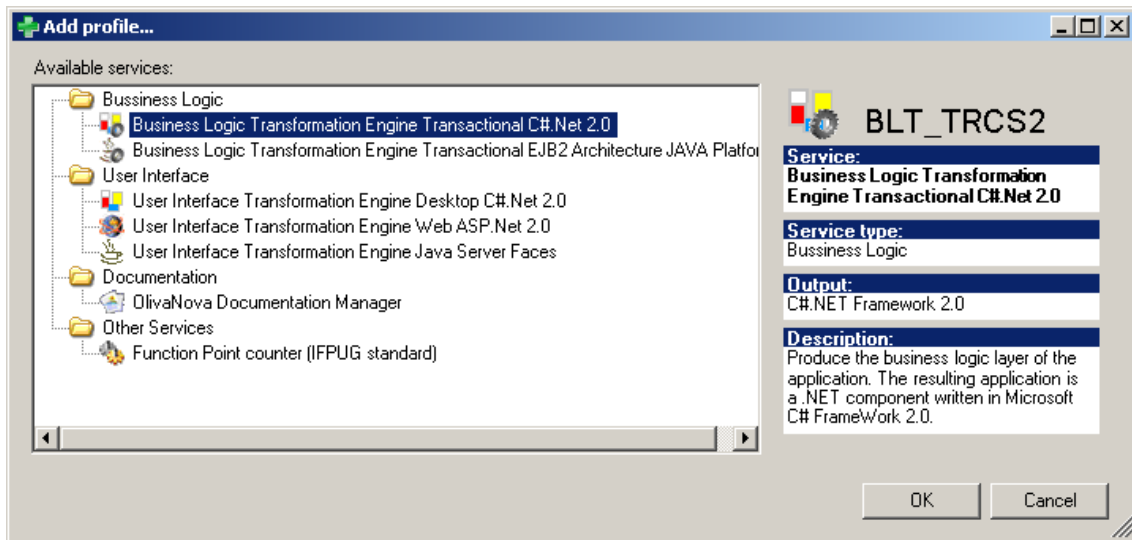 Add profile...
Available services:
Bussiness Logic
Business Logic Transformation Engine Transactional C#.Net 2.0
Business Logic Transformation Engine Transactional EJB2 Architecture JAVA Platfor
User Interface
User Interface Transformation Engine Desktop C#.Net 2.0
User Interface Transformation Engine Web ASP.Net 2.0
User Interface Transformation Engine Java Server Faces
Documentation
OlivaNova Documentation Manager
Other Services
Function Point counter (IFPUG standard)
BLT_TRCS2
Service:
Business Logic Transformation
Engine Transactional C#.Net 2.0
Service type:
Bussiness Logic
Output:
C#.NET Framework 2.0
Description:
Produce the business logic layer of the
application. The resulting application is
a .NET component written in Microsoft
C# FrameWork 2.0.
OK
Cancel